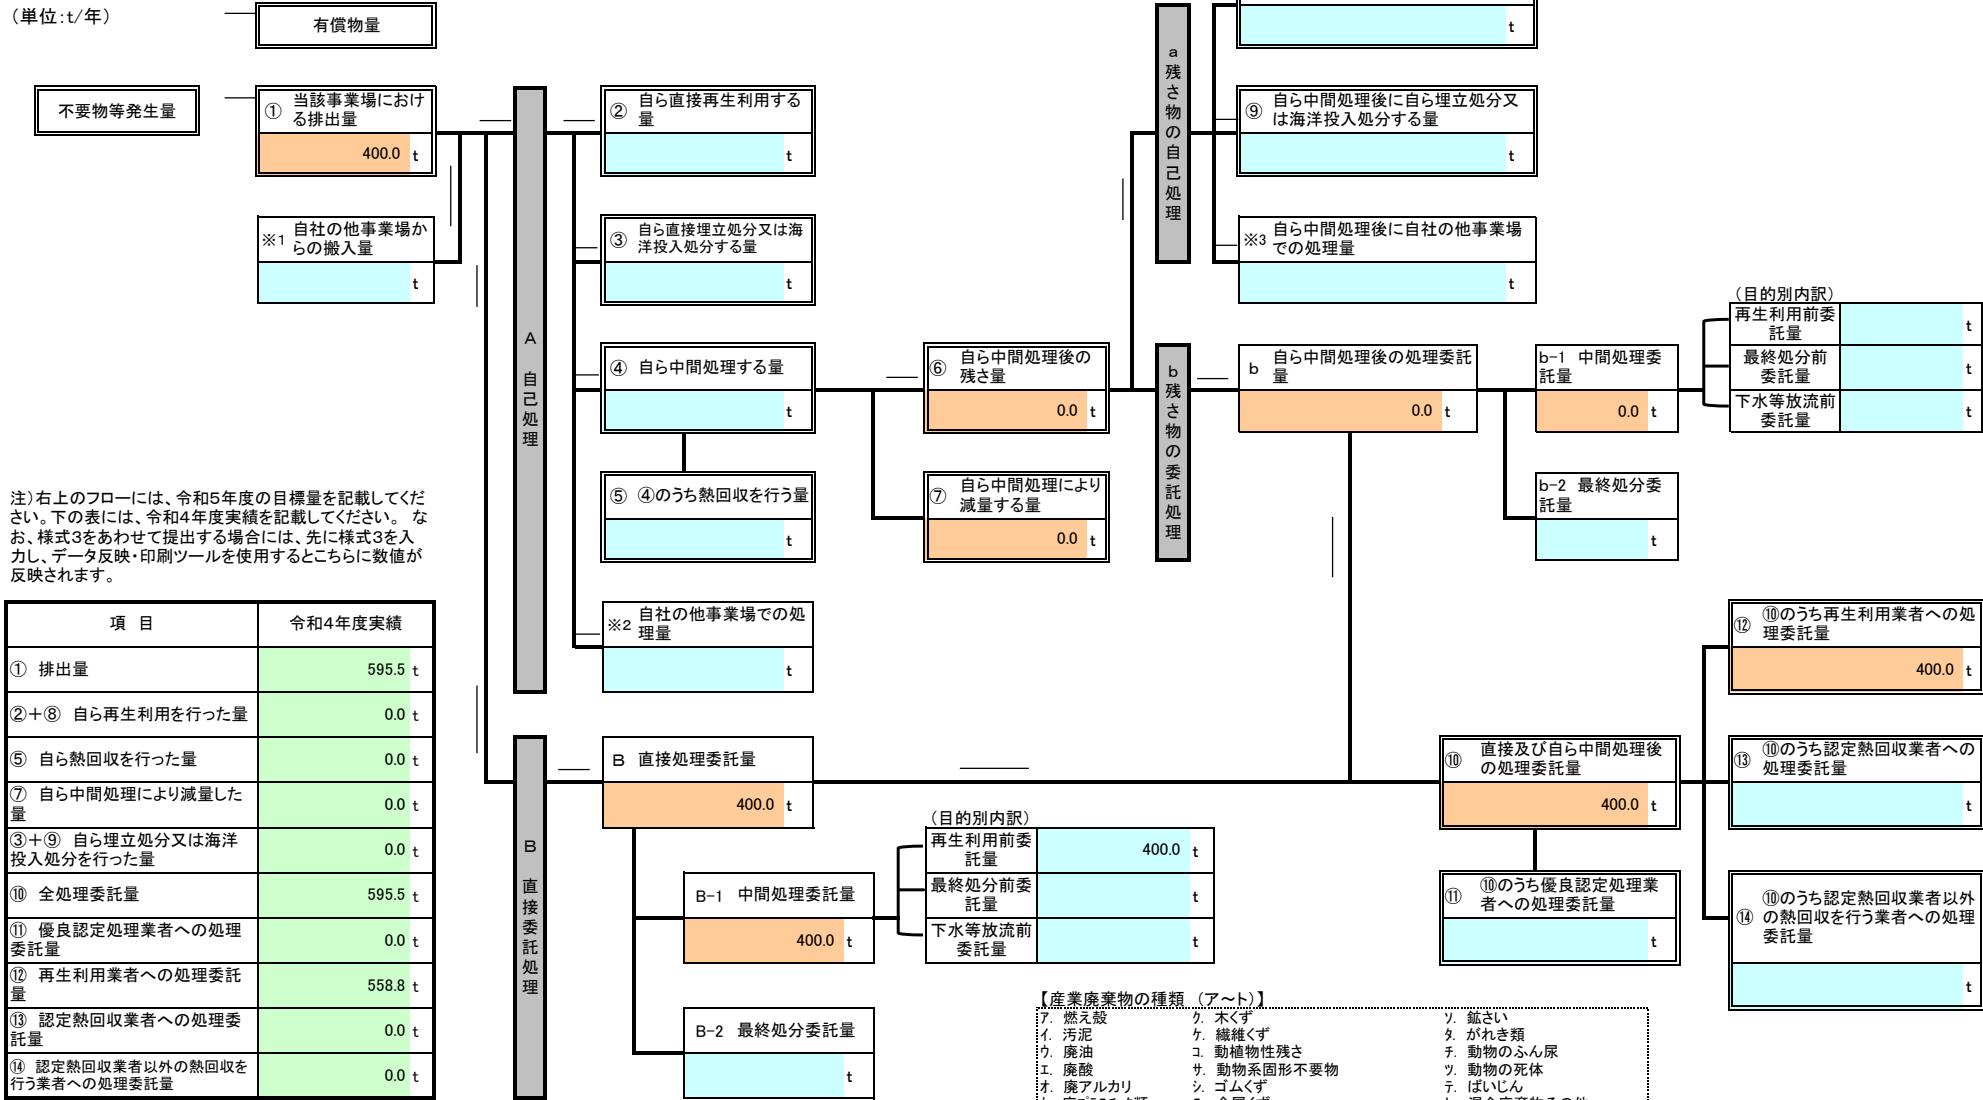 （単位:t/年）
有償物量
t
不要物等発生量
① 当該事業場におけ
る排出量
400.0 t
※1 自社の他事業場か
らの搬入量
t
A 自己処理
② 自ら直接再生利用する
量
t
③ 自ら直接埋立処分又は海
洋投入処分する量
t
④ 自ら中間処理する量
t
⑤ ④のうち熱回収を行う量
t
※2 自社の他事業場での処
理量
t
⑥ 自ら中間処理後の
残さ量
0.0 t
⑦ 自ら中間処理により
減量する量
0.0 t
a 残さ物の自己処理
⑨ 自ら中間処理後に自ら埋立処分又
は海洋投入処分する量
t
※3 自ら中間処理後に自社の他事業場
での処理量
t
b 残さ物の委託処理
b 自ら中間処理後の処理委託
量
0.0 t
b-1 中間処理委
託量
0.0 t
b-2 最終処分委
託量
t
（目的別内訳）
再生利用前委
託量
t
最終処分前
委託量
t
下水等放流前
委託量
t
注）右上のフローには、令和5年度の目標量を記載してくだ
さい。下の表には、令和4年度実績を記載してください。 な
お、様式3をあわせて提出する場合には、先に様式3を入
力し、データ反映・印刷ツールを使用するとこちらに数値が
反映されます。
項 目 令和4年度実績
① 排出量 595.5 t
②＋⑧ 自ら再生利用を行った量 0.0 t
⑤ 自ら熱回収を行った量 0.0 t
⑦ 自ら中間処理により減量した
量 0.0 t
③＋⑨ 自ら埋立処分又は海洋
投入処分を行った量 0.0 t
⑩ 全処理委託量 595.5 t
⑪ 優良認定処理業者への処理
委託量 0.0 t
⑫ 再生利用業者への処理委託
量 558.8 t
⑬ 認定熱回収業者への処理委
託量 0.0 t
⑭ 認定熱回収業者以外の熱回収を
行う業者への処理委託量 0.0 t
B 直接委託処理
B 直接処理委託量
400.0 t
B-1 中間処理委託量
400.0 t
B-2 最終処分委託量
t
（目的別内訳）
再生利用前委
託量
400.0 t
最終処分前委
託量
t
下水等放流前
委託量
t
⑩ 直接及び自ら中間処理後
の処理委託量
400.0 t
⑪ ⑩のうち優良認定処理業
者への処理委託量
t
⑫ ⑩のうち再生利用業者への処
理委託量
400.0 t
⑬ ⑩のうち認定熱回収業者への
処理委託量
t
⑭ ⑩のうち認定熱回収業者以外
の熱回収を行う業者への処理
委託量
t
【産業廃棄物の種類 （ア～ト）】
ア. 燃え殻 ク. 木くず ソ. 鉱さい
イ. 汚泥 ケ. 繊維くず タ. がれき類
ウ. 廃油 コ. 動植物性残さ チ. 動物のふん尿
エ. 廃酸 サ. 動物系固形不要物 ツ. 動物の死体
オ. 廃アルカリ シ. ゴムくず テ. ばいじん